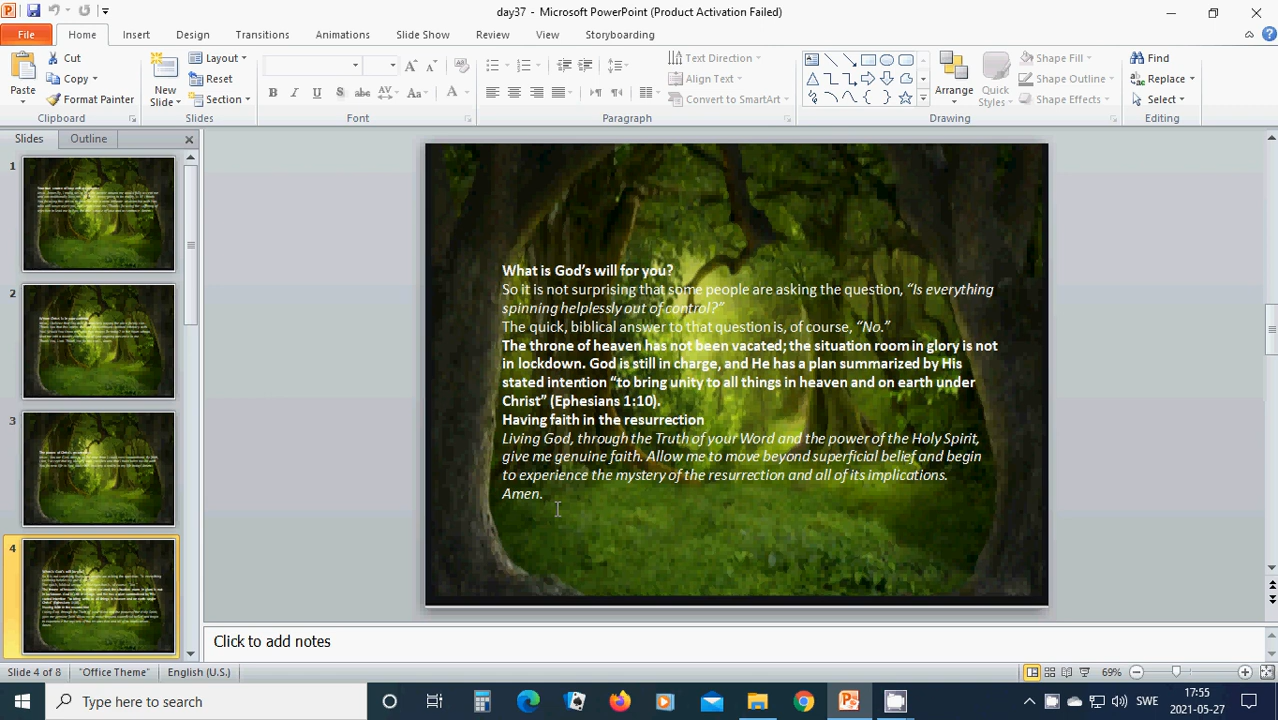 day37 - Microsoft PowerPoint (Product Activation Failed)
File Home Insert Design Transitions Animations Slide Show Review View Storyboarding
Paste
Cut
Copy
Format Painter
Clipboard
New
Slide
Layout
Reset
Section
Slides
B I U S abc AV Aa A
Font
Text Direction
Align Text
Convert to SmartArt
Paragraph
Arrange
Quick
Styles
Shape Fill
Shape Outline
Shape Effects
Drawing
Find
Replace
Select
Editing
Slides Outline
1
2
3
4
What is God’s will for you?
So it is not surprising that some people are asking the question, “Is everything
spinning helplessly out of control?”
The quick, biblical answer to that question is, of course, “No.”
The throne of heaven has not been vacated; the situation room in glory is not
in lockdown. God is still in charge, and He has a plan summarized by His
stated intention “to bring unity to all things in heaven and on earth under
Christ” (Ephesians 1:10).
Having faith in the resurrection
Living God, through the Truth of your Word and the power of the Holy Spirit,
give me genuine faith. Allow me to move beyond superficial belief and begin
to experience the mystery of the resurrection and all of its implications.
Amen.
Click to add notes
Slide 4 of 8 "Office Theme" English (U.S.) 69%
Type here to search
SWE
17:55
2021-05-27